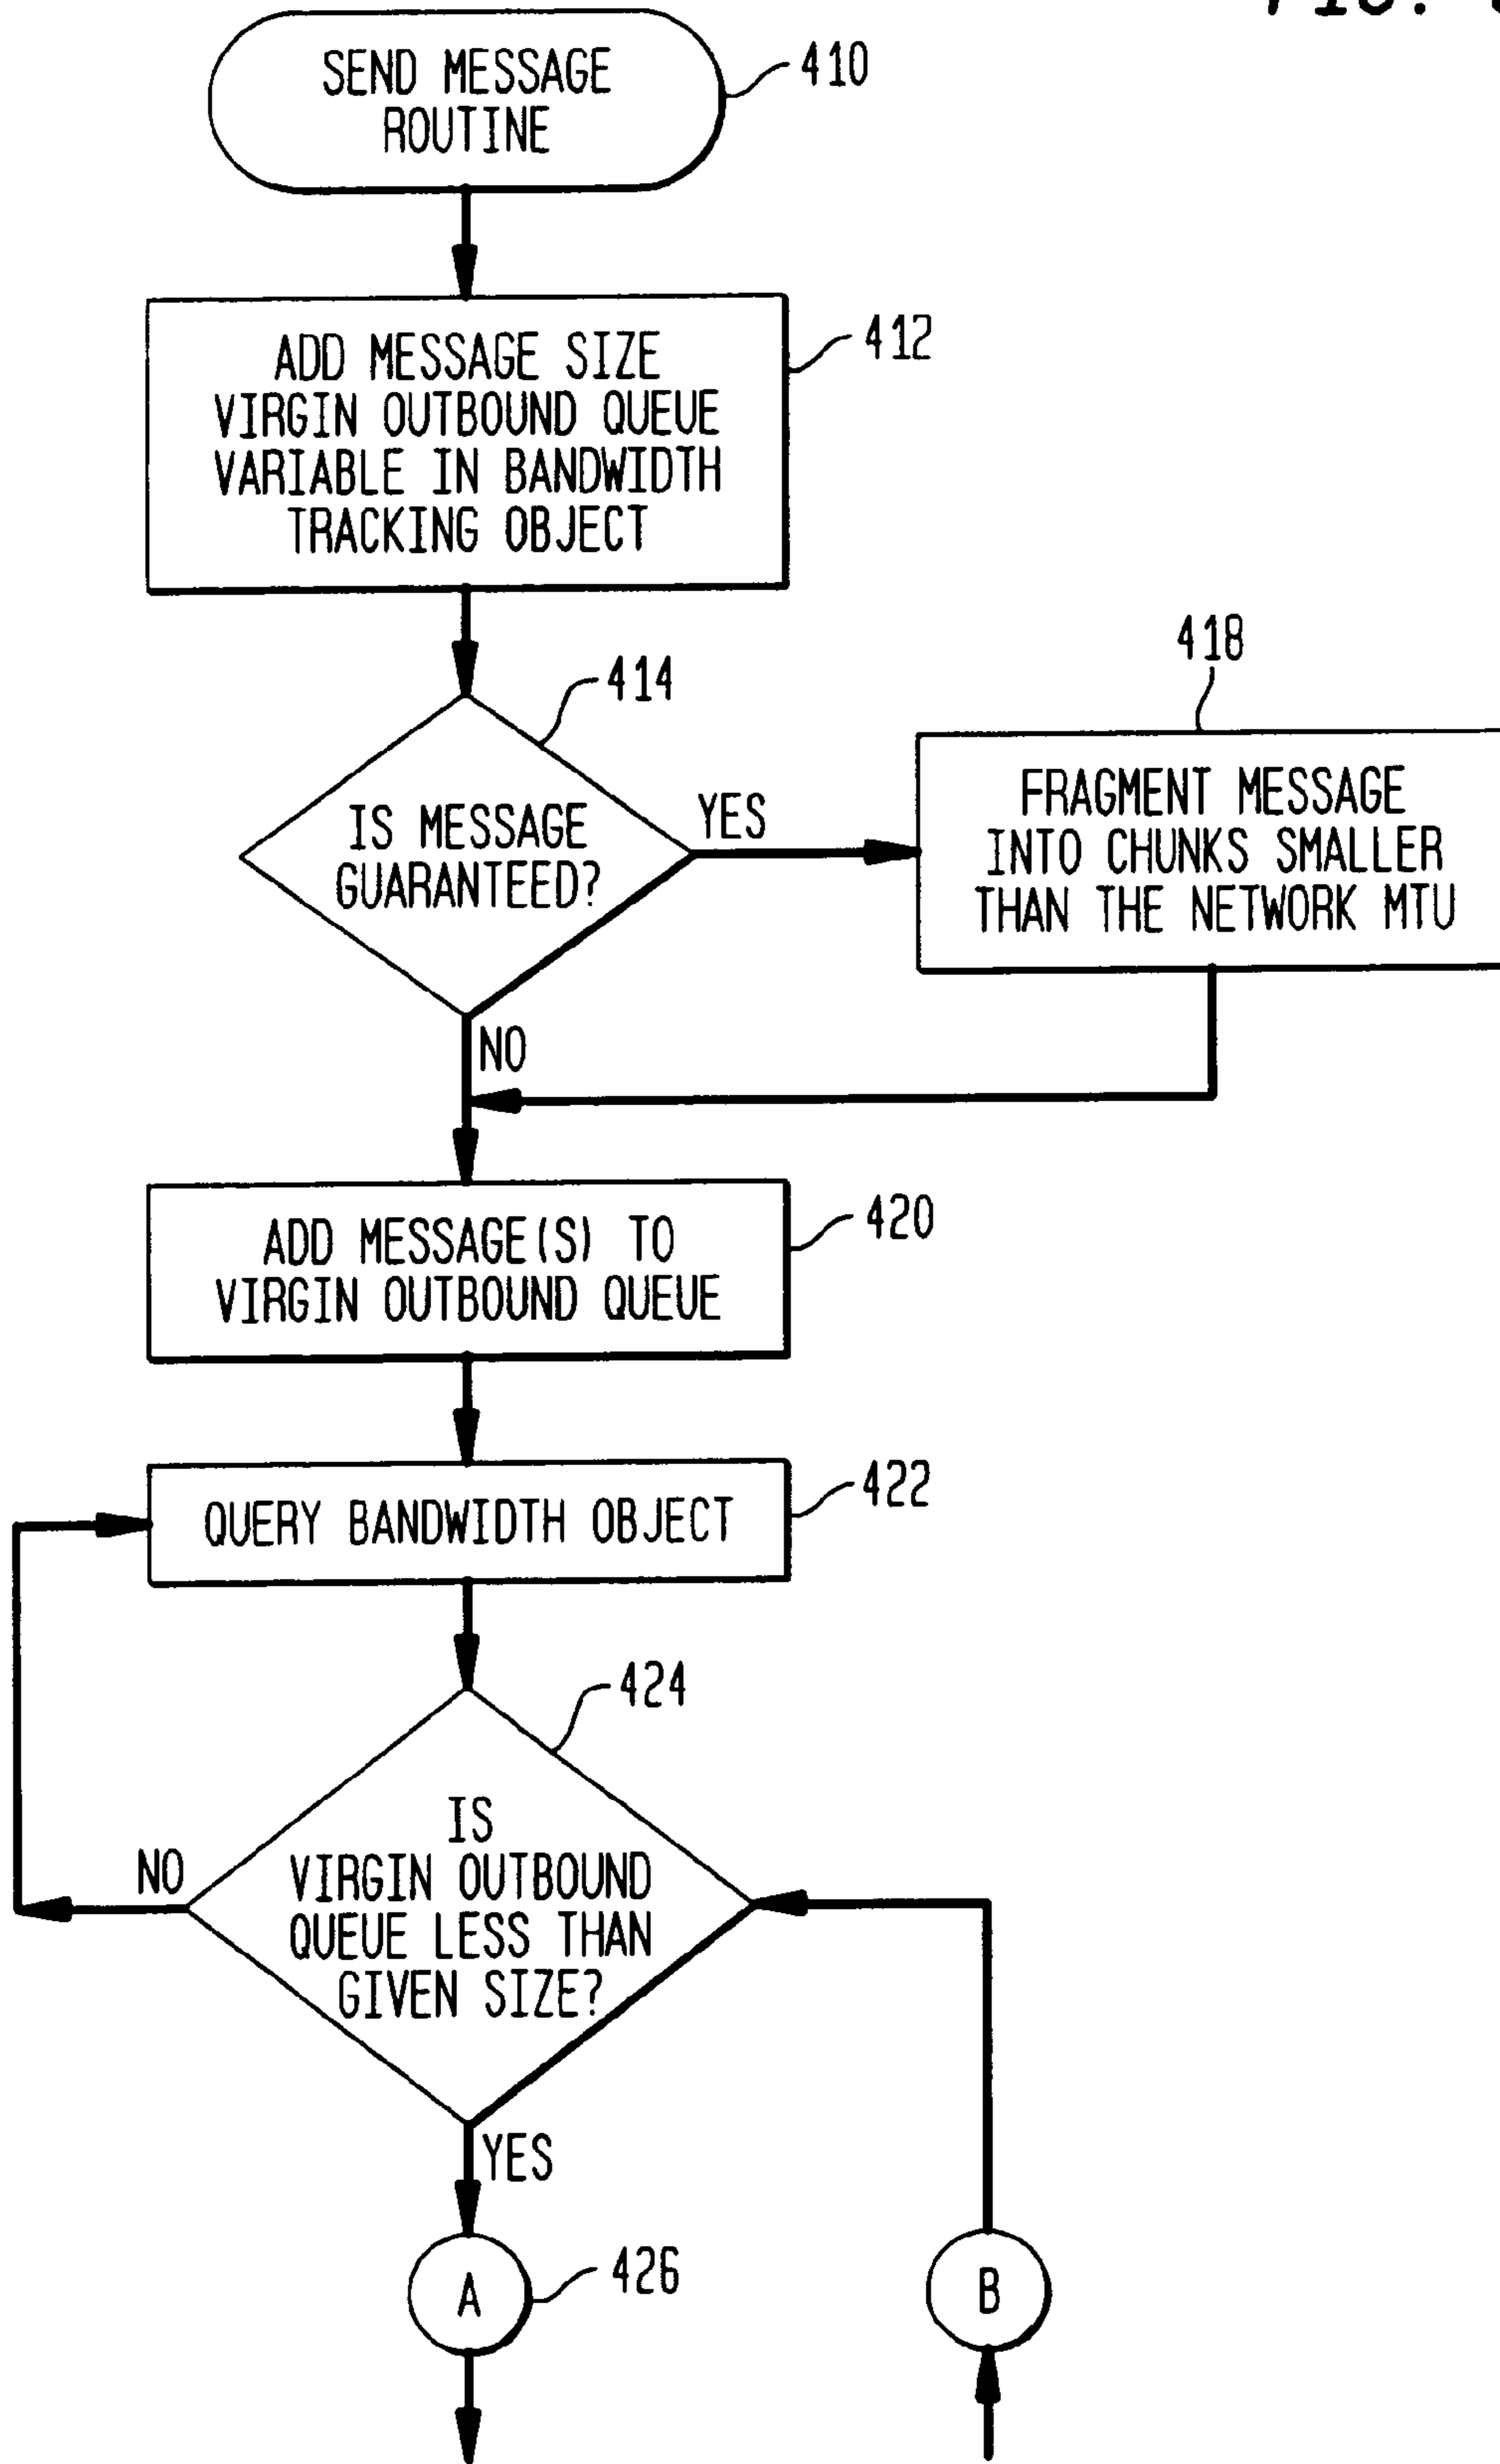 FIG.
SEND MESSAGE
ROUTINE
410
ADD MESSAGE SIZE
VIRGIN OUTBOUND QUEUE
VARIABLE IN BANDWIDTH
TRACKING OBJECT
412
414
IS MESSAGE
GUARANTEED?
YES
418
FRAGMENT MESSAGE
INTO CHUNKS SMALLER
THAN THE NETWORK MTU
NO
ADD MESSAGE(S) TO
VIRGIN OUTBOUND QUEUE
420
QUERY BANDWIDTH OBJECT
422
424
IS
VIRGIN OUTBOUND
QUEUE LESS THAN
GIVEN SIZE?
NO
YES
A
426
B